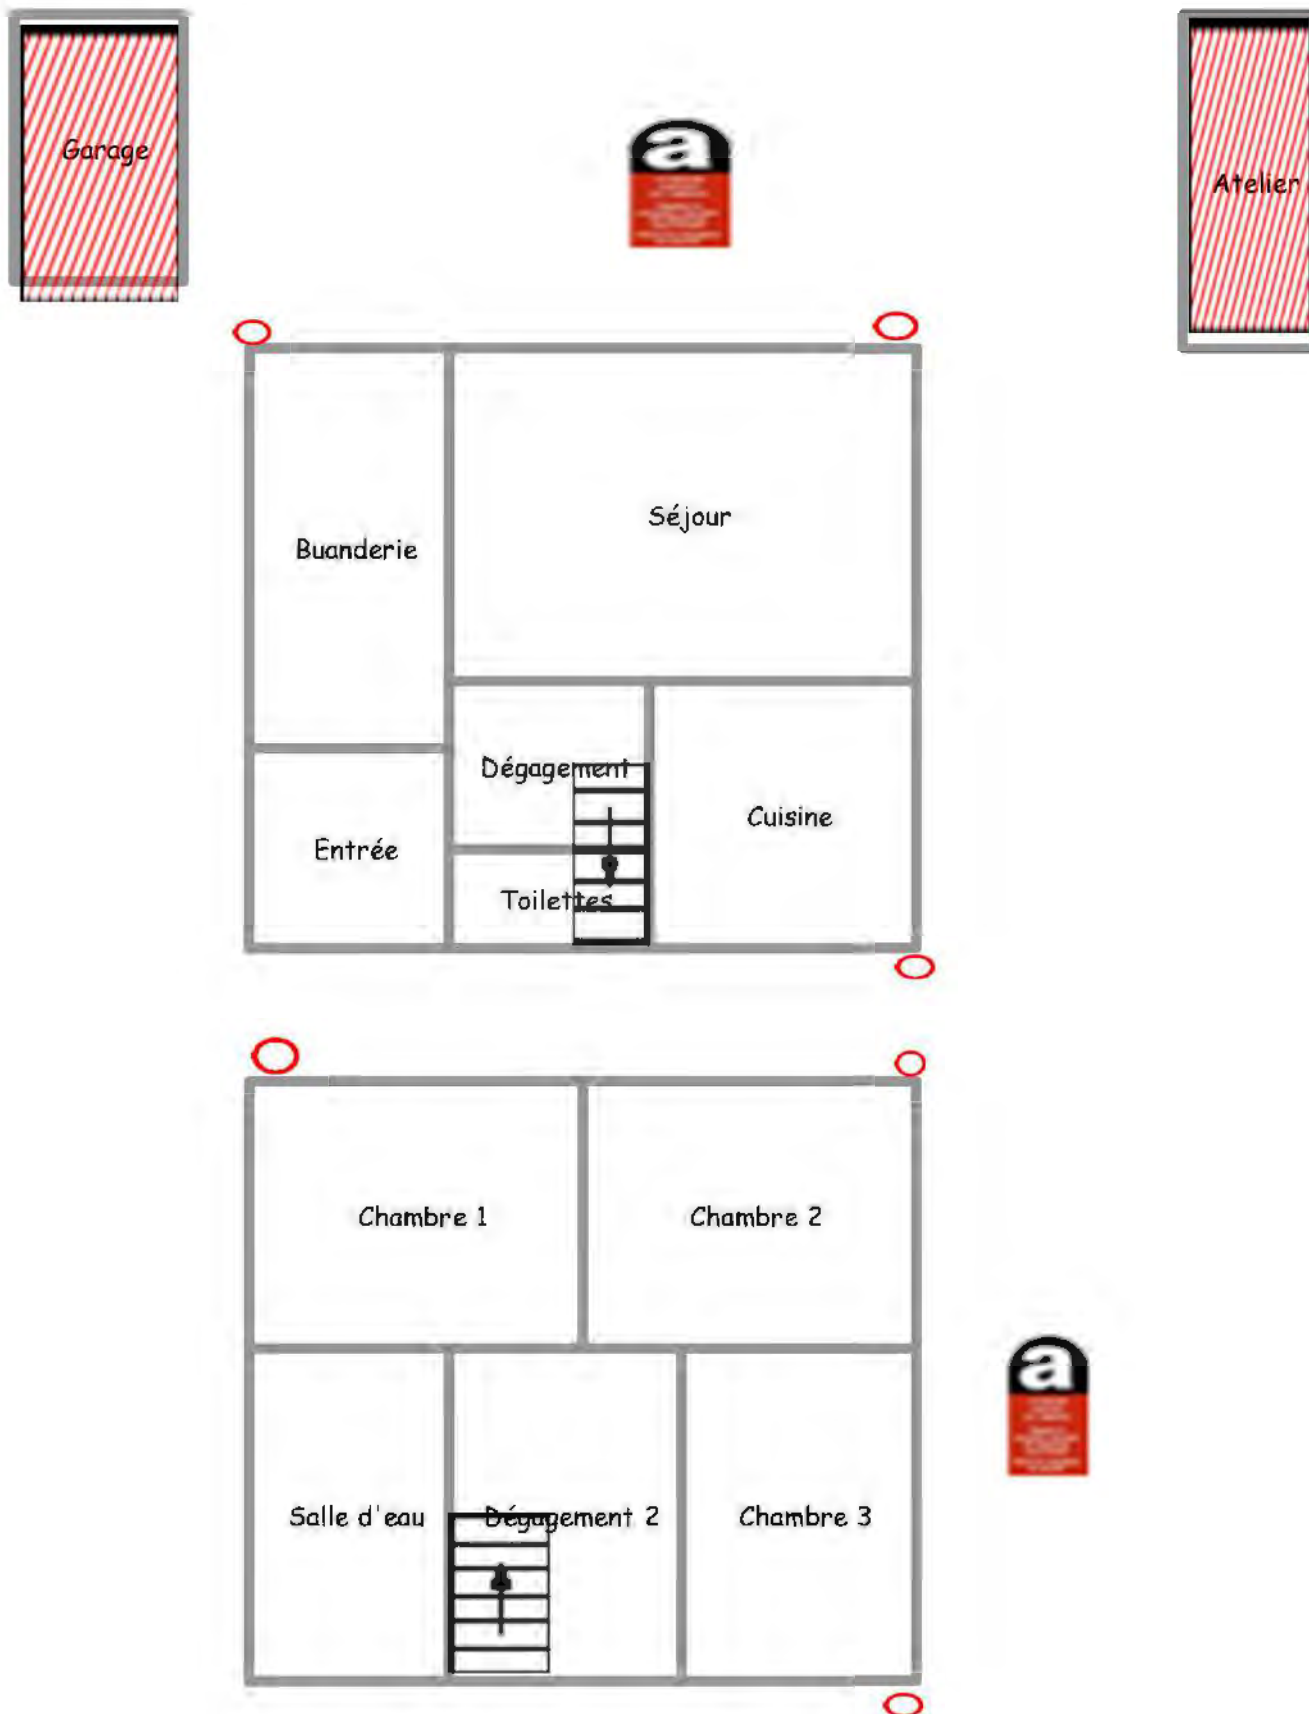 Garage
a
Atelier
Séjour
Buanderie
Dégagement
Cuisine
Entrée
Toilettes
Chambre 1
Chambre 2
a
Salle d'eau
Dégagement 2
Chambre 3